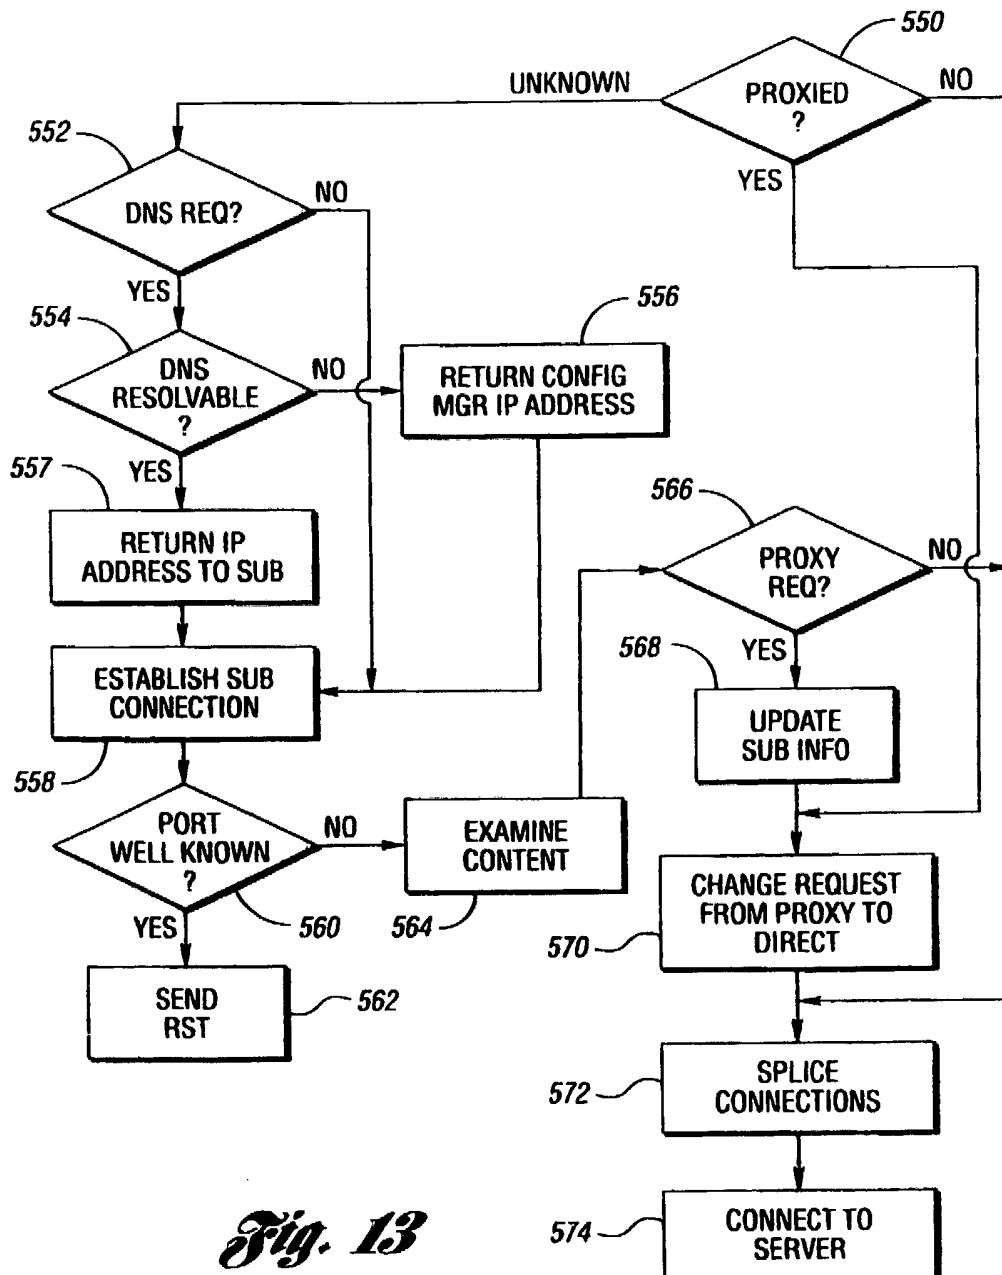 550
UNKNOWN
PROXIED
?
NO
YES
552
DNS REQ?
NO
YES
554
DNS
RESOLVABLE
?
NO
YES
556
RETURN CONFIG
MGR IP ADDRESS
557
RETURN IP
ADDRESS TO SUB
566
PROXY
REQ?
NO
YES
ESTABLISH SUB
CONNECTION
558
568
UPDATE
SUB INFO
PORT
WELL KNOWN
?
NO
YES
560
EXAMINE
CONTENT
564
CHANGE REQUEST
FROM PROXY TO
DIRECT
570
SEND
RST
562
SPLICE
CONNECTIONS
572
CONNECT TO
SERVER
574
Fig. 13